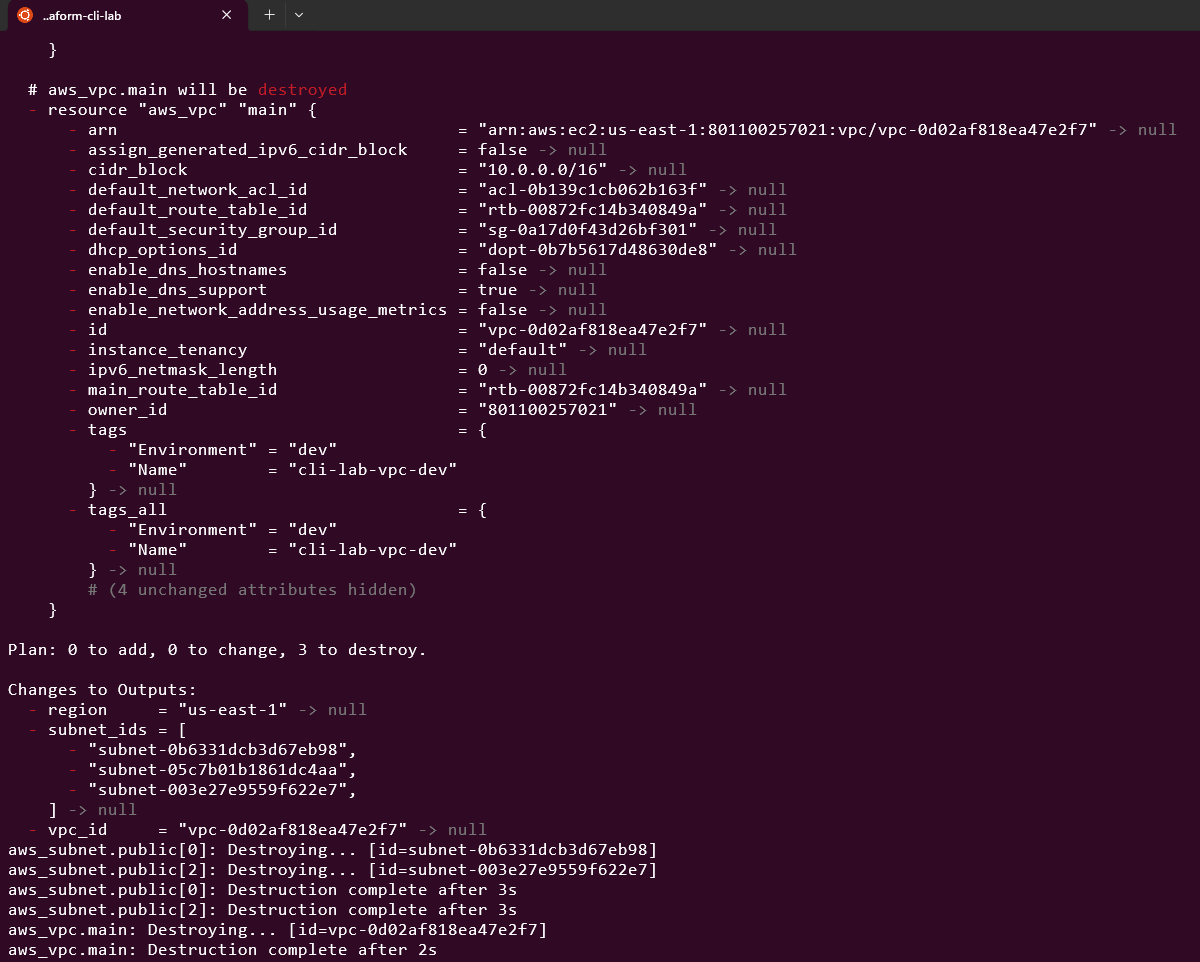 ..aform-cli-lab
    }

  # aws_vpc.main will be destroyed
  - resource "aws_vpc" "main" {
      - arn                                  = "arn:aws:ec2:us-east-1:801100257021:vpc/vpc-0d02af818ea47e2f7" -> null
      - assign_generated_ipv6_cidr_block     = false -> null
      - cidr_block                           = "10.0.0.0/16" -> null
      - default_network_acl_id               = "acl-0b139c1cb062b163f" -> null
      - default_route_table_id               = "rtb-00872fc14b340849a" -> null
      - default_security_group_id            = "sg-0a17d0f43d26bf301" -> null
      - dhcp_options_id                      = "dopt-0b7b5617d48630de8" -> null
      - enable_dns_hostnames                 = false -> null
      - enable_dns_support                   = true -> null
      - enable_network_address_usage_metrics = false -> null
      - id                                   = "vpc-0d02af818ea47e2f7" -> null
      - instance_tenancy                     = "default" -> null
      - ipv6_netmask_length                  = 0 -> null
      - main_route_table_id                  = "rtb-00872fc14b340849a" -> null
      - owner_id                             = "801100257021" -> null
      - tags                                 = {
          - "Environment" = "dev"
          - "Name"        = "cli-lab-vpc-dev"
        } -> null
      - tags_all                             = {
          - "Environment" = "dev"
          - "Name"        = "cli-lab-vpc-dev"
        } -> null
        # (4 unchanged attributes hidden)
    }

Plan: 0 to add, 0 to change, 3 to destroy.

Changes to Outputs:
  - region     = "us-east-1" -> null
  - subnet_ids = [
      - "subnet-0b6331dcb3d67eb98",
      - "subnet-05c7b01b1861dc4aa",
      - "subnet-003e27e9559f622e7",
    ] -> null
  - vpc_id     = "vpc-0d02af818ea47e2f7" -> null
aws_subnet.public[0]: Destroying... [id=subnet-0b6331dcb3d67eb98]
aws_subnet.public[2]: Destroying... [id=subnet-003e27e9559f622e7]
aws_subnet.public[0]: Destruction complete after 3s
aws_subnet.public[2]: Destruction complete after 3s
aws_vpc.main: Destroying... [id=vpc-0d02af818ea47e2f7]
aws_vpc.main: Destruction complete after 2s